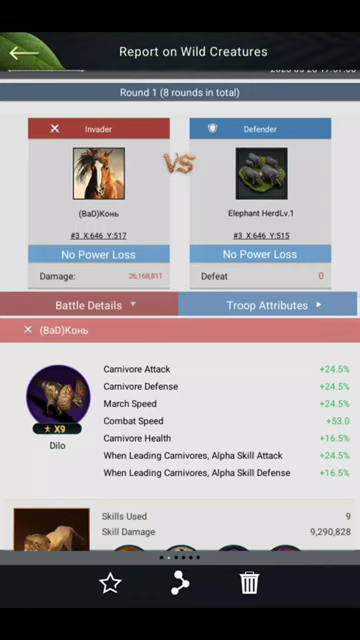 Report on Wild Creatures
Round 1 (8 rounds in total)
Invader
Defender
VS
(BaD)Конь
Elephant HerdLv.1
#3 X:646 Y:517
#3 X:646 Y:515
No Power Loss
No Power Loss
Damage: 26,168,811
Defeat 0
Battle Details
Troop Attributes
(BaD)Конь
Carnivore Attack +24.5%
Carnivore Defense +24.5%
March Speed +24.5%
Combat Speed +53.0
Carnivore Health +16.5%
When Leading Carnivores, Alpha Skill Attack +24.5%
When Leading Carnivores, Alpha Skill Defense +16.5%
X9
Dilo
Skills Used 9
Skill Damage 9,290,828